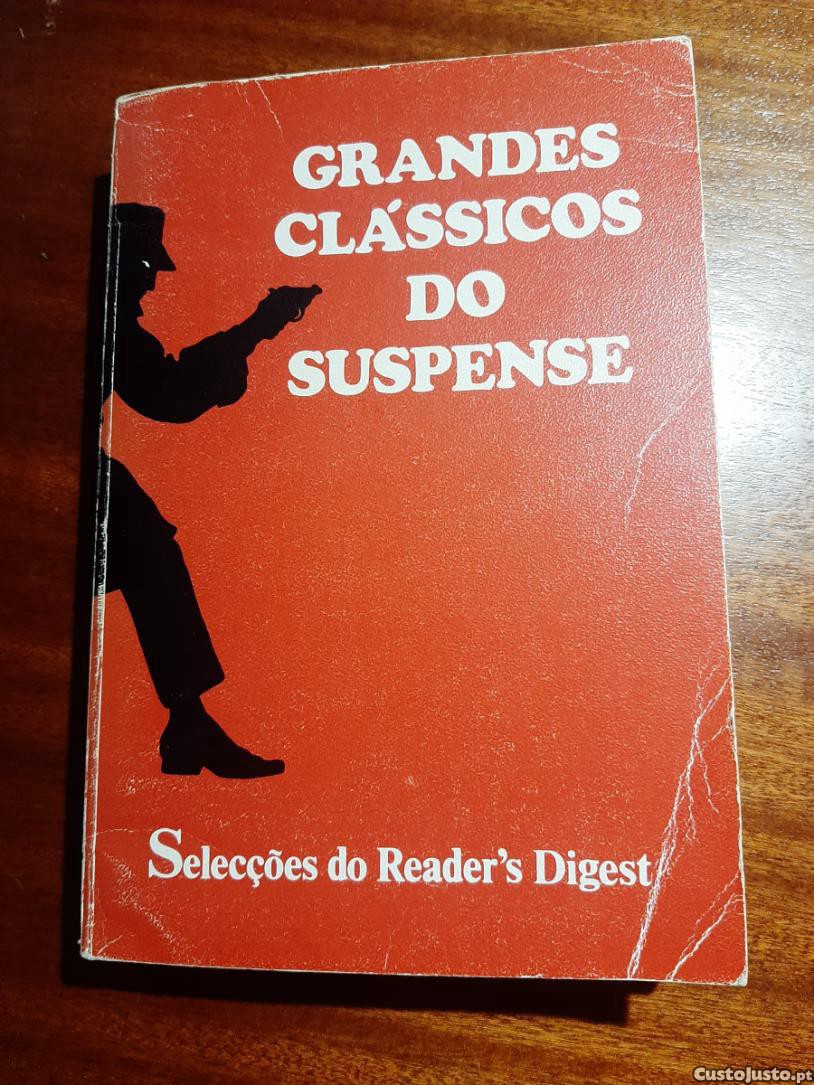 GRANDES
CLÁSSICOS
DO
SUSPENSE
Selecções do Reader's Digest
CustoJusto.pt